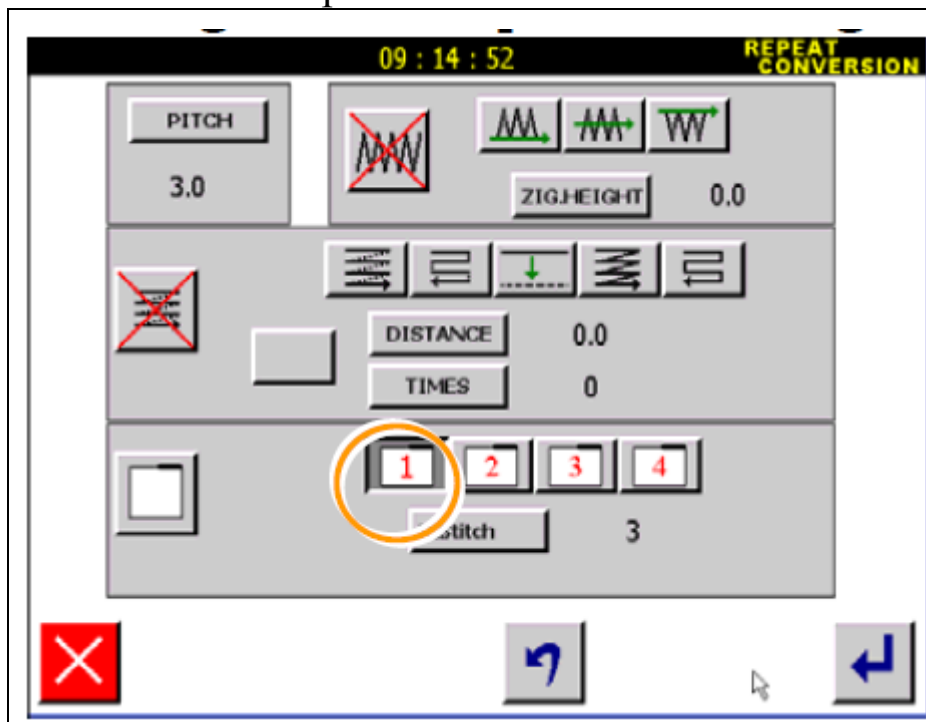 09 : 14 : 52
REPEAT
CONVERSION
PITCH
3.0
ZIG.HEIGHT 0.0
DISTANCE 0.0
TIMES 0
1 2 3 4
3